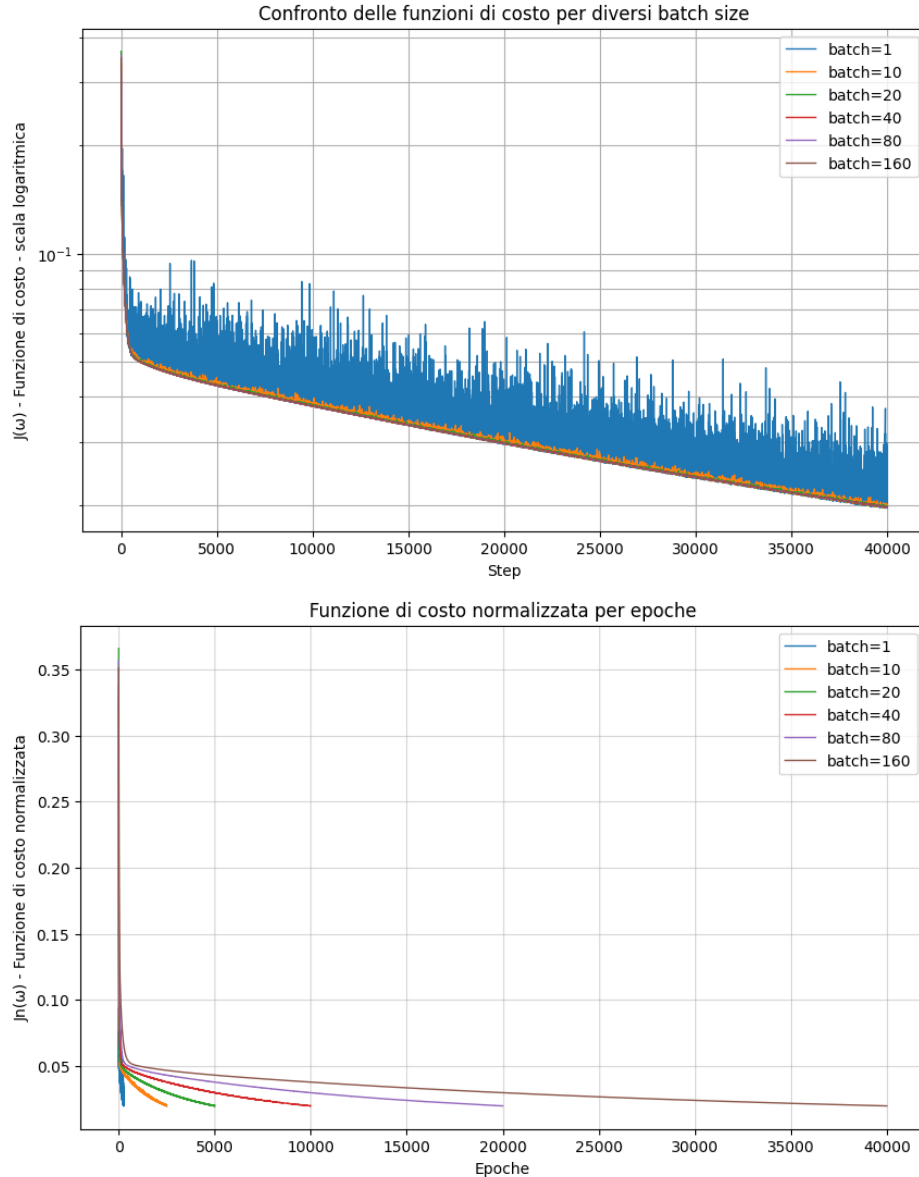 Confronto delle funzioni di costo per diversi batch size
J(ω) - Funzione di costo - scala logaritmica
10⁻¹
batch=1
batch=10
batch=20
batch=40
batch=80
batch=160
0 5000 10000 15000 20000 25000 30000 35000 40000
Step
Funzione di costo normalizzata per epoche
Jn(ω) - Funzione di costo normalizzata
0.35
0.30
0.25
0.20
0.15
0.10
0.05
batch=1
batch=10
batch=20
batch=40
batch=80
batch=160
0 5000 10000 15000 20000 25000 30000 35000 40000
Epoche